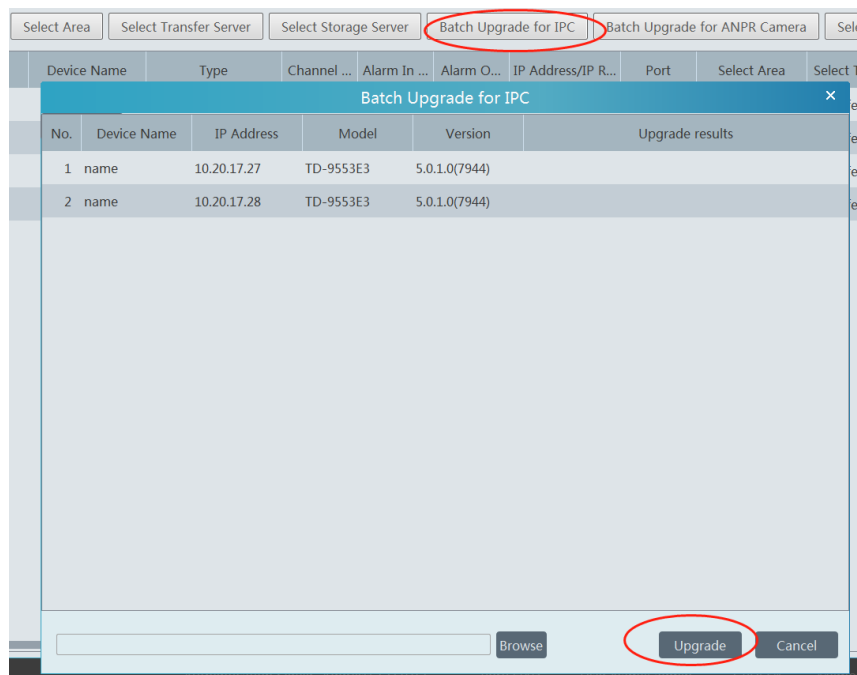 Select Area Select Transfer Server Select Storage Server Batch Upgrade for IPC Batch Upgrade for ANPR Camera
Device Name Type Channel ... Alarm In ... Alarm O... IP Address/IP R... Port Select Area Select
Batch Upgrade for IPC ×
No. Device Name IP Address Model Version Upgrade results
1 name 10.20.17.27 TD-9553E3 5.0.1.0(7944)
2 name 10.20.17.28 TD-9553E3 5.0.1.0(7944)
Browse Upgrade Cancel